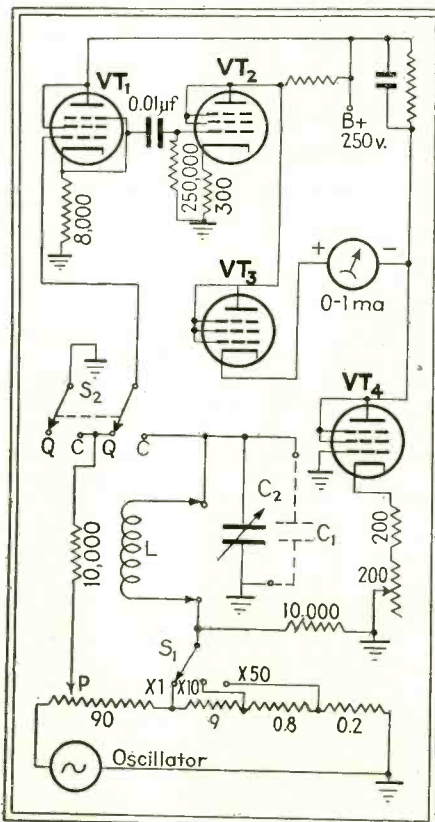 VT1
VT2
0.01µf
B+
250 v.
8,000
250,000
300
VT3
+
-
0-1 ma
S2
Q
C
Q
C
VT4
10,000
L
C2
C1
200
200
10,000
S1
P
X1
X10
X50
90
9
0.8
0.2
Oscillator